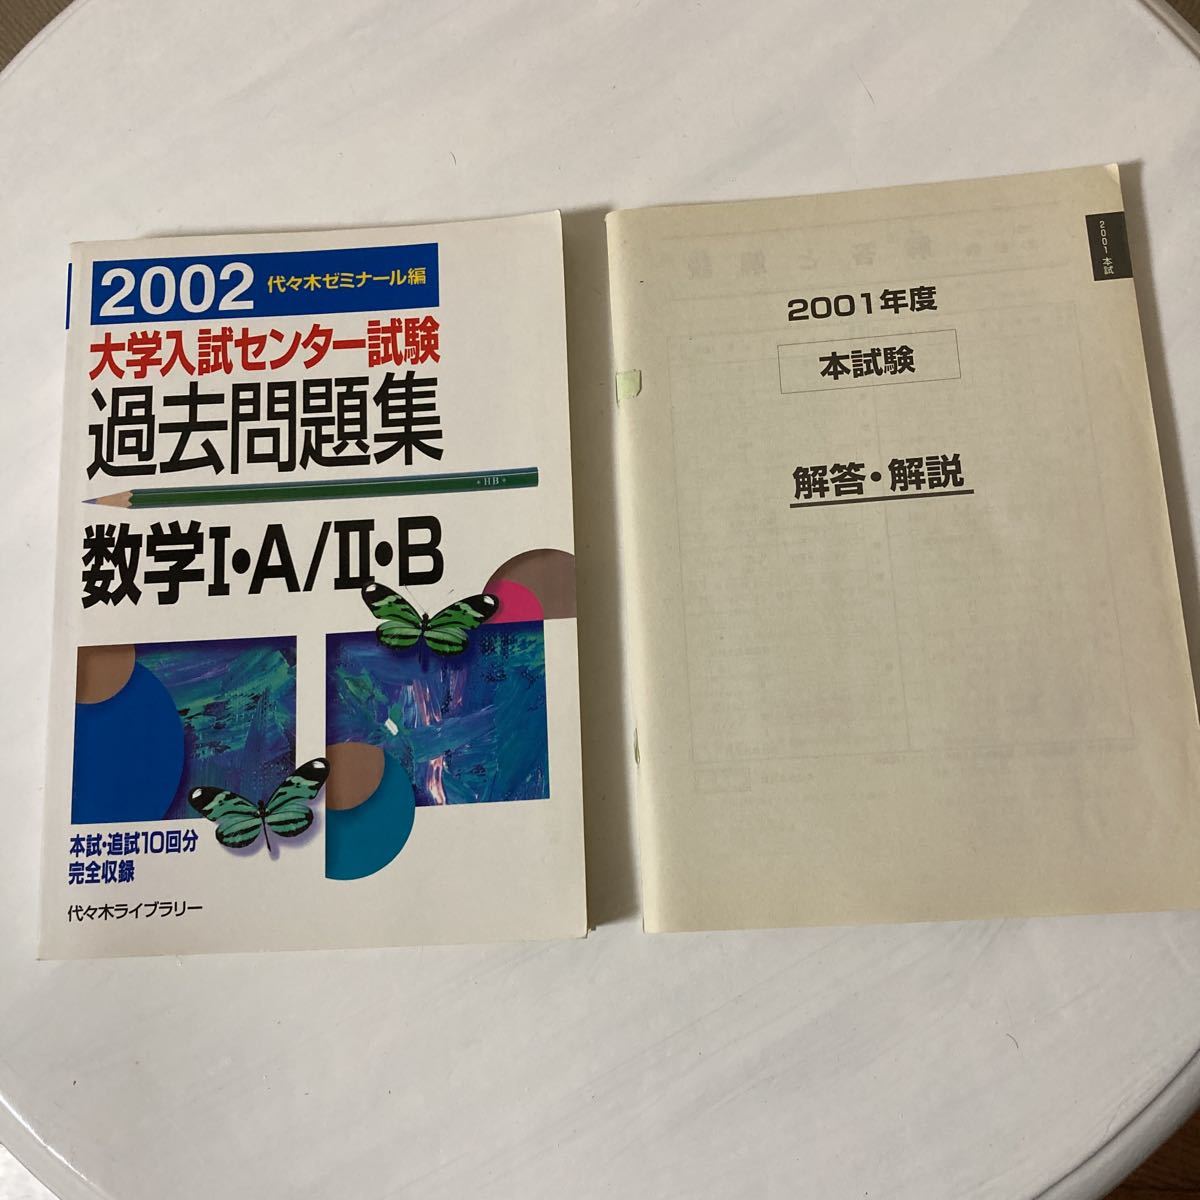 2002 代々木ゼミナール編
大学入試センター試験
過去問題集
HB
数学I・A/II・B
本試・追試10回分
完全収録
代々木ライブラリー
2001本試
2001年度
本試験
解答・解説